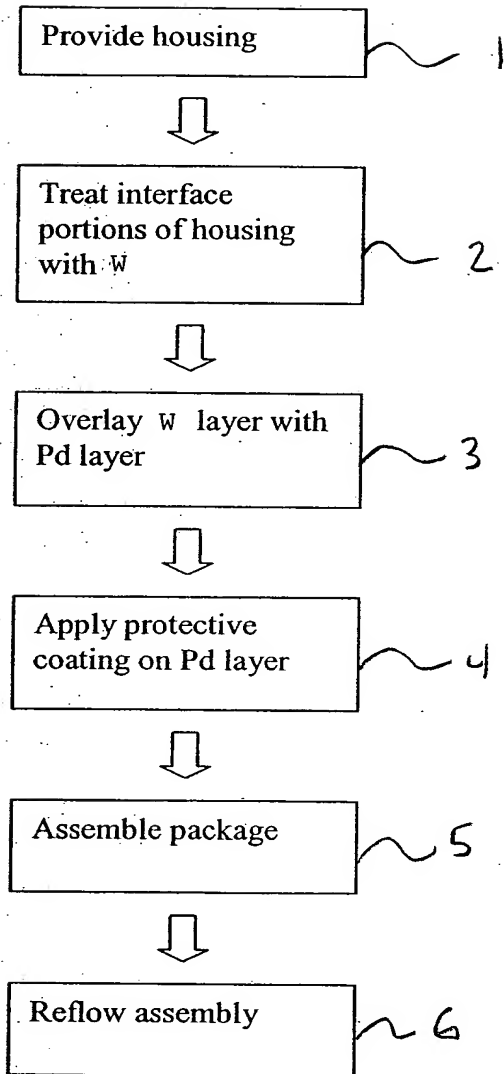 Provide housing
1
Treat interface
portions of housing
with W
2
Overlay W layer with
Pd layer
3
Apply protective
coating on Pd layer
4
Assemble package
5
Reflow assembly
6